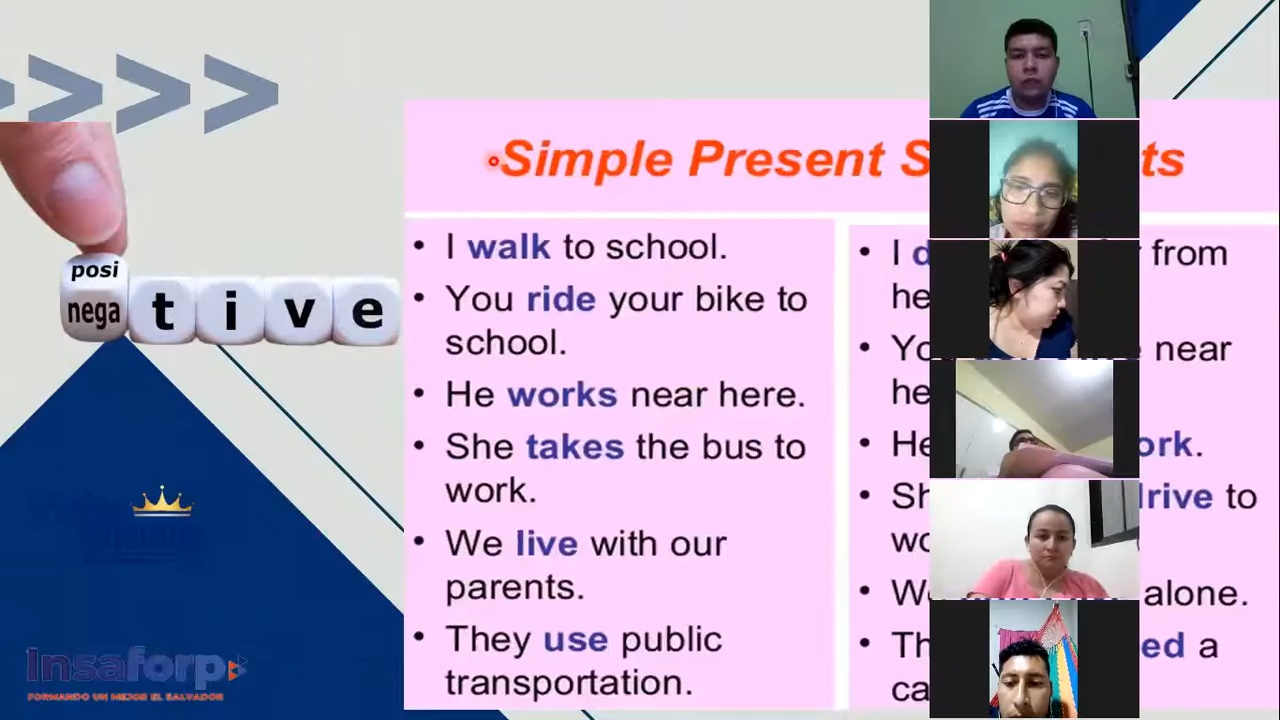 Simple Present S ts
posi
nega t i v e
• I walk to school.
• You ride your bike to
school.
• He works near here.
• She takes the bus to
work.
• We live with our
parents.
• They use public
transportation.
• I d from
he
• Yo near
he
• He ork.
• Sh drive to
wo
• We alone.
• Th ed a
ca
Insaforp
FORMANDO UN MEJOR EL SALVADOR